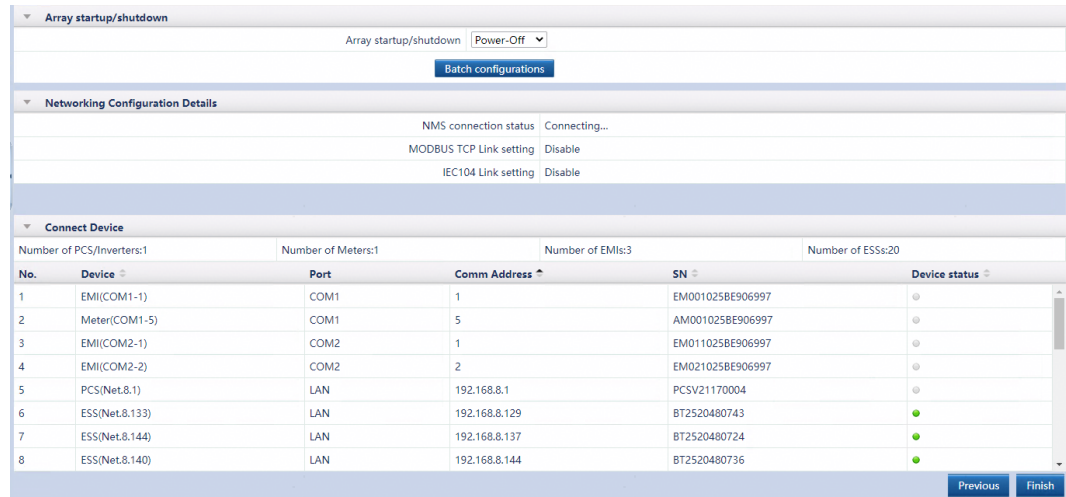 Array startup/shutdown
Array startup/shutdown Power-Off
Batch configurations
Networking Configuration Details
NMS connection status Connecting...
MODBUS TCP Link setting Disable
IEC104 Link setting Disable
Connect Device
Number of PCS/Inverters:1 Number of Meters:1 Number of EMIs:3 Number of ESSs:20
No. Device Port Comm Address SN Device status
1 EMI(COM1-1) COM1 1 EM001025BE906997
2 Meter(COM1-5) COM1 5 AM001025BE906997
3 EMI(COM2-1) COM2 1 EM011025BE906997
4 EMI(COM2-2) COM2 2 EM021025BE906997
5 PCS(Net.8.1) LAN 192.168.8.1 PCSV21170004
6 ESS(Net.8.133) LAN 192.168.8.129 BT2520480743
7 ESS(Net.8.144) LAN 192.168.8.137 BT2520480724
8 ESS(Net.8.140) LAN 192.168.8.144 BT2520480736
Previous Finish